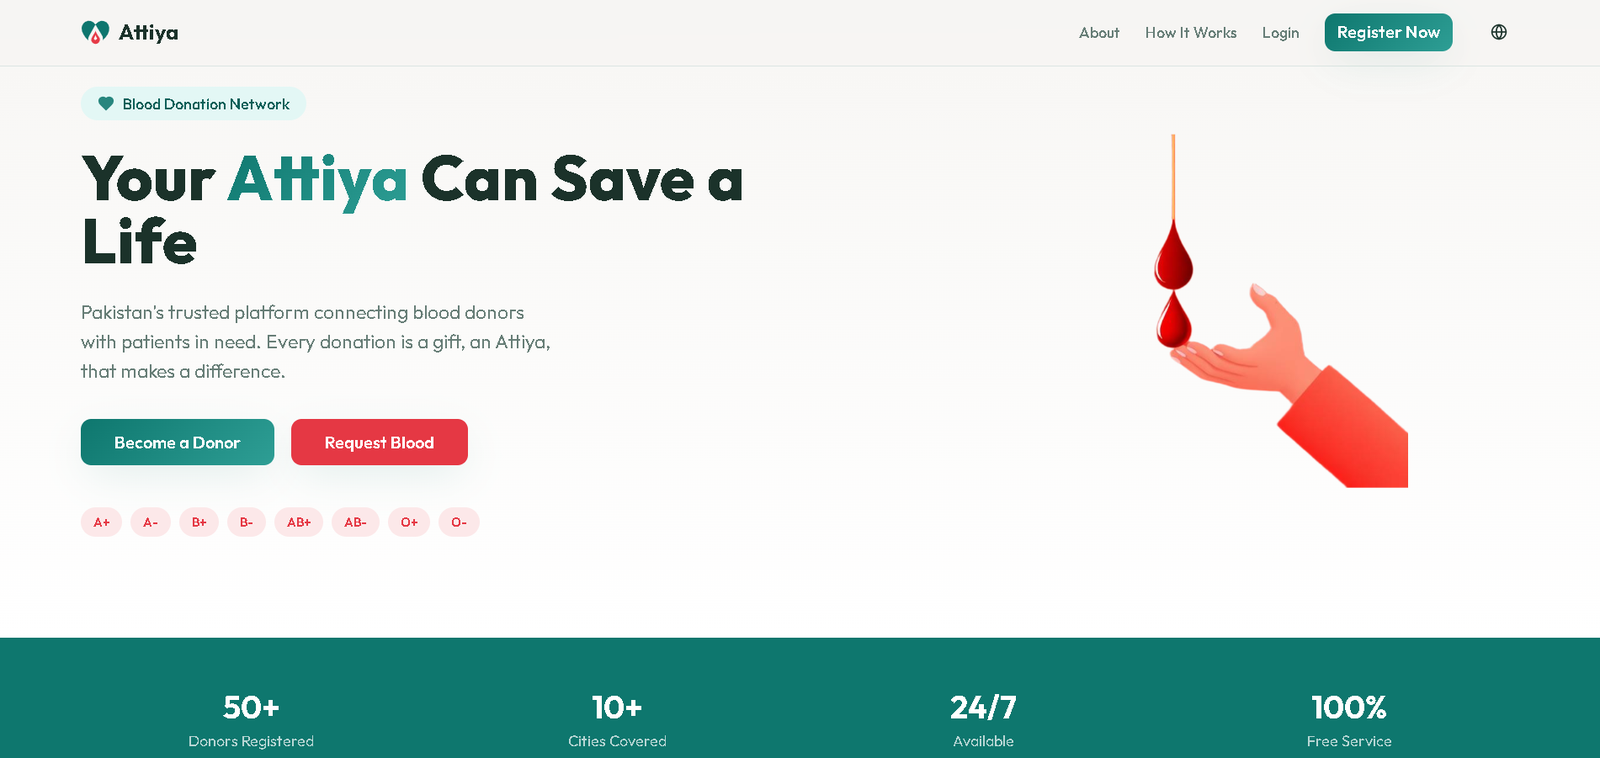 Attiya
About
How It Works
Login
Register Now
Blood Donation Network
Your Attiya Can Save a
Life
Pakistan's trusted platform connecting blood donors
with patients in need. Every donation is a gift, an Attiya,
that makes a difference.
Become a Donor
Request Blood
A+
A-
B+
B-
AB+
AB-
O+
O-
50+
Donors Registered
10+
Cities Covered
24/7
Available
100%
Free Service